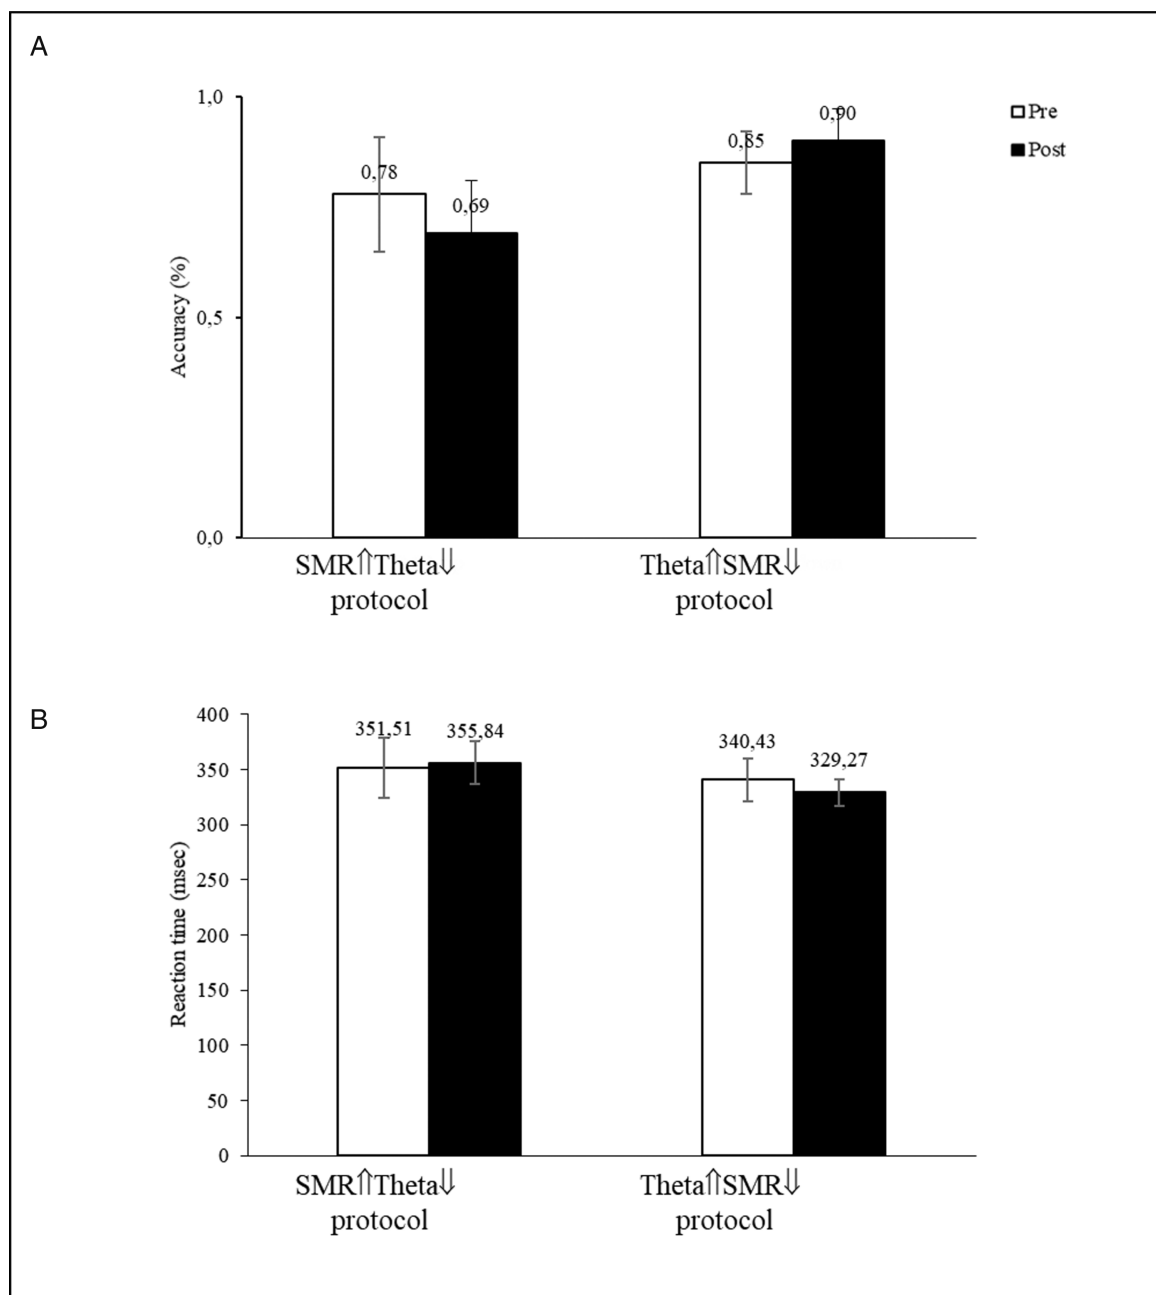 A
1,0
0,5
0,0
Accuracy (%)
0,78
0,69
0,85
0,90
Pre
Post
SMR⇑Theta⇓
protocol
Theta⇑SMR⇓
protocol
B
400
350
300
250
200
150
100
50
0
Reaction time (msec)
351,51
355,84
340,43
329,27
SMR⇑Theta⇓
protocol
Theta⇑SMR⇓
protocol